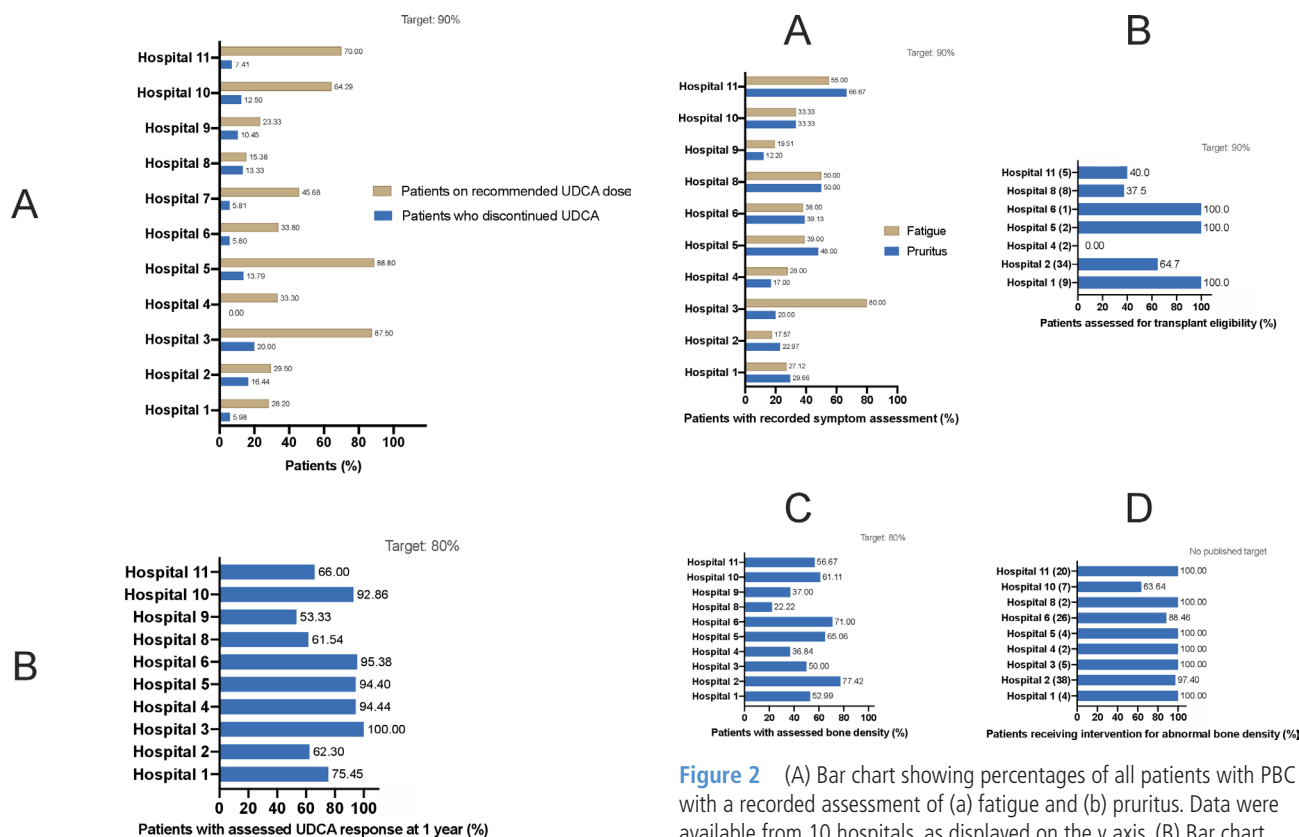 A
Target: 90%
Hospital 11
70.00
7.41
Hospital 10
64.29
12.50
Hospital 9
23.33
10.45
Hospital 8
15.38
13.33
Hospital 7
45.68
5.81
Hospital 6
33.80
5.80
Hospital 5
88.80
13.79
Hospital 4
33.30
0.00
Hospital 3
87.50
20.00
Hospital 2
29.50
16.44
Hospital 1
28.20
5.98
0 20 40 60 80 100
Patients (%)
Patients on recommended UDCA dose
Patients who discontinued UDCA
B
Target: 80%
Hospital 11 66.00
Hospital 10 92.86
Hospital 9 53.33
Hospital 8 61.54
Hospital 6 95.38
Hospital 5 94.40
Hospital 4 94.44
Hospital 3 100.00
Hospital 2 62.30
Hospital 1 75.45
0 20 40 60 80 100
Patients with assessed UDCA response at 1 year (%)
A
Target: 90%
Hospital 11
55.00
66.67
Hospital 10
33.33
33.33
Hospital 9
19.51
12.20
Hospital 8
50.00
50.00
Hospital 6
38.00
39.13
Hospital 5
39.00
48.00
Hospital 4
28.00
17.00
Hospital 3
80.00
20.00
Hospital 2
17.57
22.97
Hospital 1
27.12
29.66
0 20 40 60 80 100
Patients with recorded symptom assessment (%)
Fatigue
Pruritus
B
Target: 90%
Hospital 11 (5) 40.0
Hospital 8 (8) 37.5
Hospital 6 (1) 100.0
Hospital 5 (2) 100.0
Hospital 4 (2) 0.00
Hospital 2 (34) 64.7
Hospital 1 (9) 100.0
0 20 40 60 80 100
Patients assessed for transplant eligibility (%)
C
Target: 80%
Hospital 11 56.67
Hospital 10 61.11
Hospital 9 37.00
Hospital 8 22.22
Hospital 6 71.00
Hospital 5 65.06
Hospital 4 36.84
Hospital 3 50.00
Hospital 2 77.42
Hospital 1 52.99
0 20 40 60 80 100
Patients with assessed bone density (%)
D
No published target
Hospital 11 (20) 100.00
Hospital 10 (7) 63.64
Hospital 8 (2) 100.00
Hospital 6 (26) 88.46
Hospital 5 (4) 100.00
Hospital 4 (2) 100.00
Hospital 3 (5) 100.00
Hospital 2 (38) 97.40
Hospital 1 (4) 100.00
0 20 40 60 80 100
Patients receiving intervention for abnormal bone density (%)
Figure 2 (A) Bar chart showing percentages of all patients with PBC
with a recorded assessment of (a) fatigue and (b) pruritus. Data were
available from 10 hospitals, as displayed on the y axis. (B) Bar chart